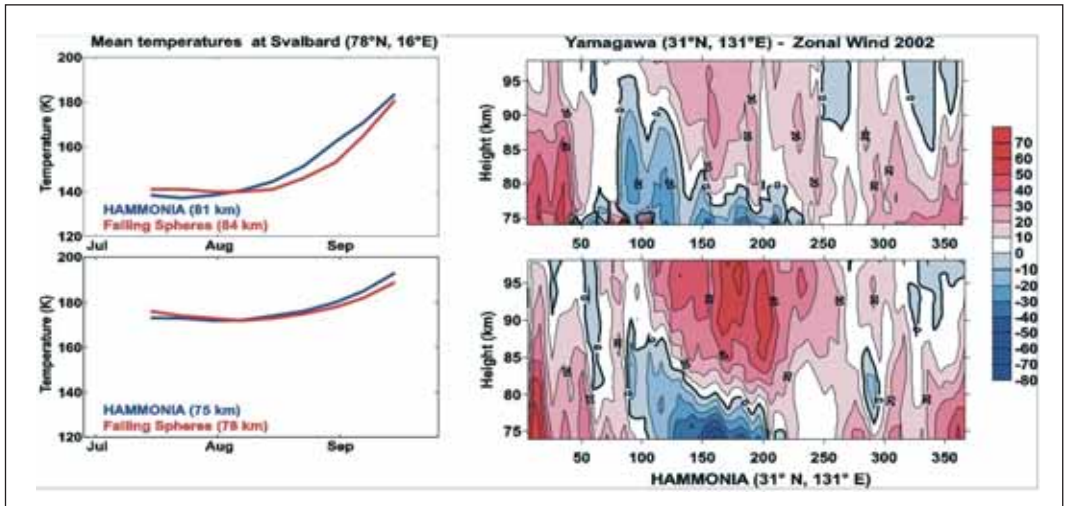 Mean temperatures at Svalbard (78°N, 16°E)
200
180
160
140
120
Temperature (K)
HAMMONIA (81 km)
Falling Spheres (84 km)
Jul Aug Sep
200
180
160
140
120
Temperature (K)
HAMMONIA (75 km)
Falling Spheres (78 km)
Jul Aug Sep
Yamagawa (31°N, 131°E) - Zonal Wind 2002
95
90
85
80
75
Height (km)
50 100 150 200 250 300 350
95
90
85
80
75
Height (km)
50 100 150 200 250 300 350
HAMMONIA (31° N, 131° E)
70
60
50
40
30
20
10
0
-10
-20
-30
-40
-50
-60
-70
-80